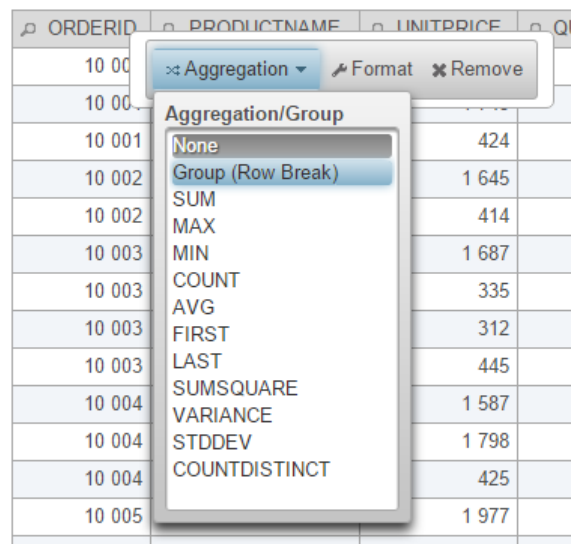 ORDERID PRODUCTNAME UNITPRICE
Aggregation Format Remove
Aggregation/Group
None
Group (Row Break)
SUM
MAX
MIN
COUNT
AVG
FIRST
LAST
SUMSQUARE
VARIANCE
STDDEV
COUNTDISTINCT
10 001 424
10 002 1 645
10 002 414
10 003 1 687
10 003 335
10 003 312
10 003 445
10 004 1 587
10 004 1 798
10 004 425
10 005 1 977